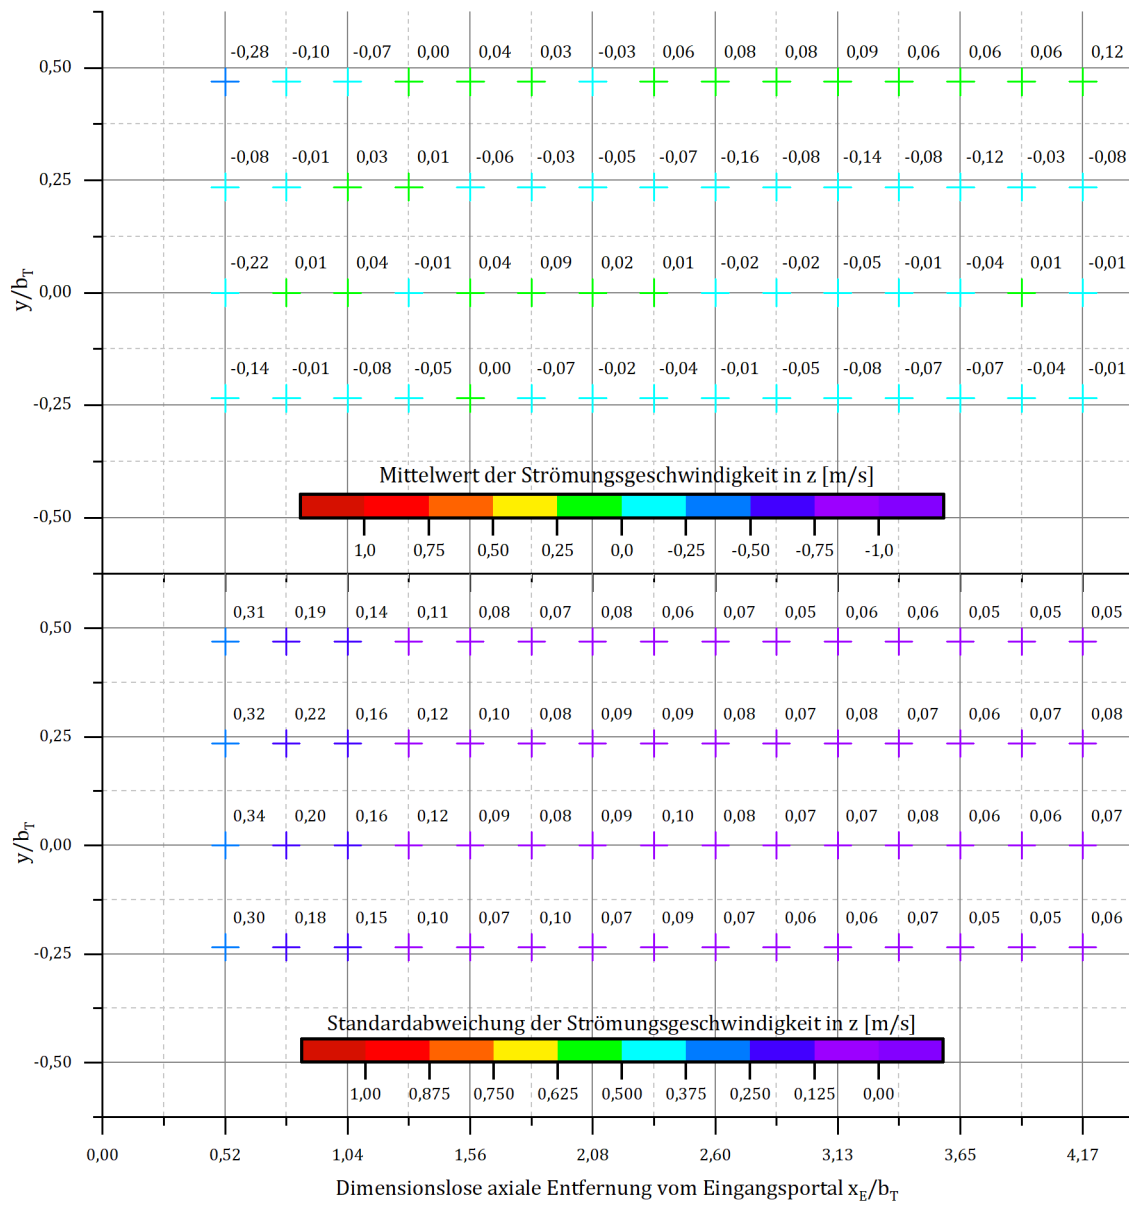 -0,28 -0,10 -0,07 0,00 0,04 0,03 -0,03 0,06 0,08 0,08 0,09 0,06 0,06 0,06 0,12
0,50
-0,08 -0,01 0,03 0,01 -0,06 -0,03 -0,05 -0,07 -0,16 -0,08 -0,14 -0,08 -0,12 -0,03 -0,08
0,25
-0,22 0,01 0,04 -0,01 0,04 0,09 0,02 0,01 -0,02 -0,02 -0,05 -0,01 -0,04 0,01 -0,01
y/bT
0,00
-0,14 -0,01 -0,08 -0,05 0,00 -0,07 -0,02 -0,04 -0,01 -0,05 -0,08 -0,07 -0,07 -0,04 -0,01
-0,25
Mittelwert der Strömungsgeschwindigkeit in z [m/s]
-0,50
1,0 0,75 0,50 0,25 0,0 -0,25 -0,50 -0,75 -1,0
0,31 0,19 0,14 0,11 0,08 0,07 0,08 0,06 0,07 0,05 0,06 0,06 0,05 0,05 0,05
0,50
0,32 0,22 0,16 0,12 0,10 0,08 0,09 0,09 0,08 0,07 0,08 0,07 0,06 0,07 0,08
0,25
0,34 0,20 0,16 0,12 0,09 0,08 0,09 0,10 0,08 0,07 0,07 0,08 0,06 0,06 0,07
y/bT
0,00
0,30 0,18 0,15 0,10 0,07 0,10 0,07 0,09 0,07 0,06 0,06 0,07 0,05 0,05 0,06
-0,25
Standardabweichung der Strömungsgeschwindigkeit in z [m/s]
-0,50
1,00 0,875 0,750 0,625 0,500 0,375 0,250 0,125 0,00
0,00 0,52 1,04 1,56 2,08 2,60 3,13 3,65 4,17
Dimensionslose axiale Entfernung vom Eingangsportal xE/bT